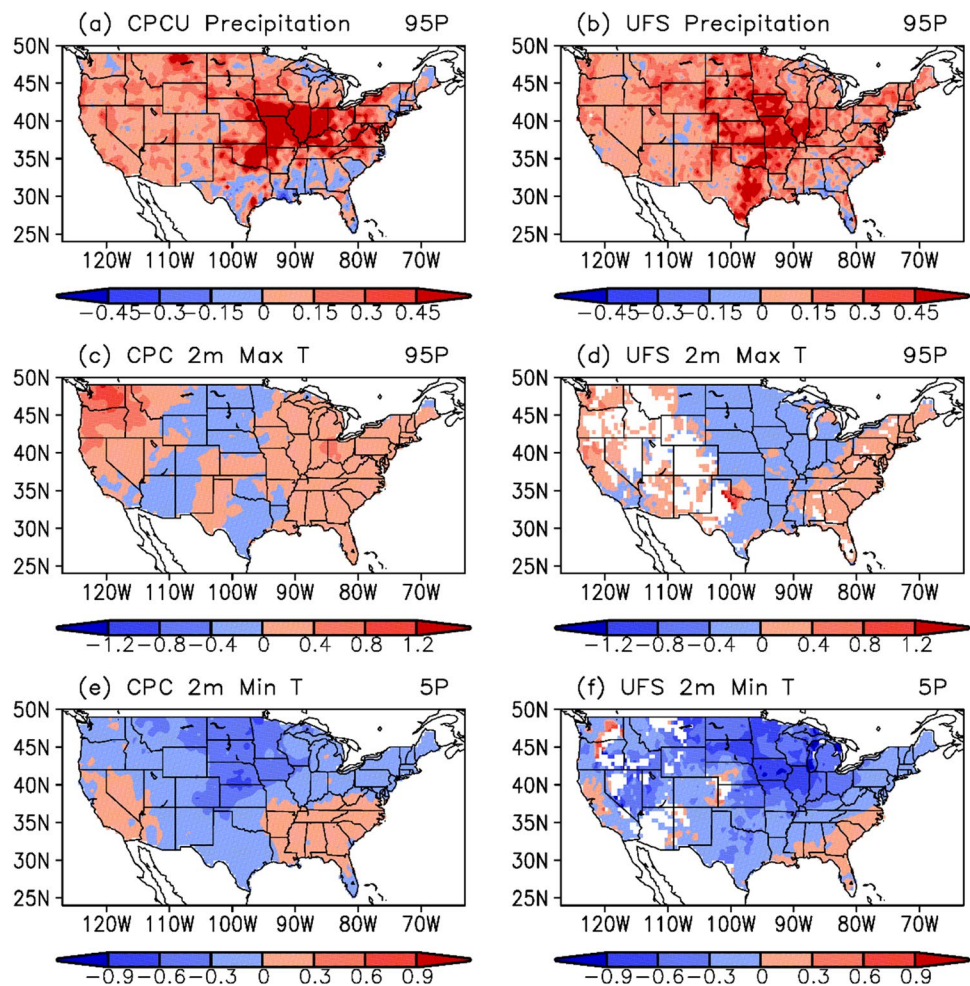 (a) CPCU Precipitation 95P
(b) UFS Precipitation 95P
50N
45N
40N
35N
30N
25N
120W 110W 100W 90W 80W 70W
50N
45N
40N
35N
30N
25N
120W 110W 100W 90W 80W 70W
−0.45 −0.3 −0.15 0 0.15 0.3 0.45
−0.45 −0.3 −0.15 0 0.15 0.3 0.45
(c) CPC 2m Max T 95P
(d) UFS 2m Max T 95P
50N
45N
40N
35N
30N
25N
120W 110W 100W 90W 80W 70W
50N
45N
40N
35N
30N
25N
120W 110W 100W 90W 80W 70W
−1.2 −0.8 −0.4 0 0.4 0.8 1.2
−1.2 −0.8 −0.4 0 0.4 0.8 1.2
(e) CPC 2m Min T 5P
(f) UFS 2m Min T 5P
50N
45N
40N
35N
30N
25N
120W 110W 100W 90W 80W 70W
50N
45N
40N
35N
30N
25N
120W 110W 100W 90W 80W 70W
−0.9 −0.6 −0.3 0 0.3 0.6 0.9
−0.9 −0.6 −0.3 0 0.3 0.6 0.9